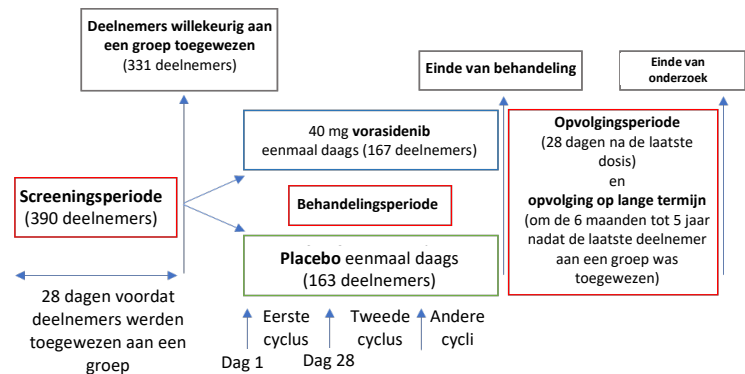 Deelnemers willekeurig aan
een groep toegewezen
(331 deelnemers)
Einde van behandeling
Einde van
onderzoek
Screeningsperiode
(390 deelnemers)
40 mg vorasidenib
eenmaal daags (167 deelnemers)
Behandelingsperiode
Placebo eenmaal daags
(163 deelnemers)
Opvolgingsperiode
(28 dagen na de laatste
dosis)
en
opvolging op lange termijn
(om de 6 maanden tot 5 jaar
nadat de laatste deelnemer
aan een groep was
toegewezen)
28 dagen voordat
deelnemers werden
toegewezen aan een
groep
Eerste
cyclus
Tweede
cyclus
Andere
cycli
Dag 1
Dag 28